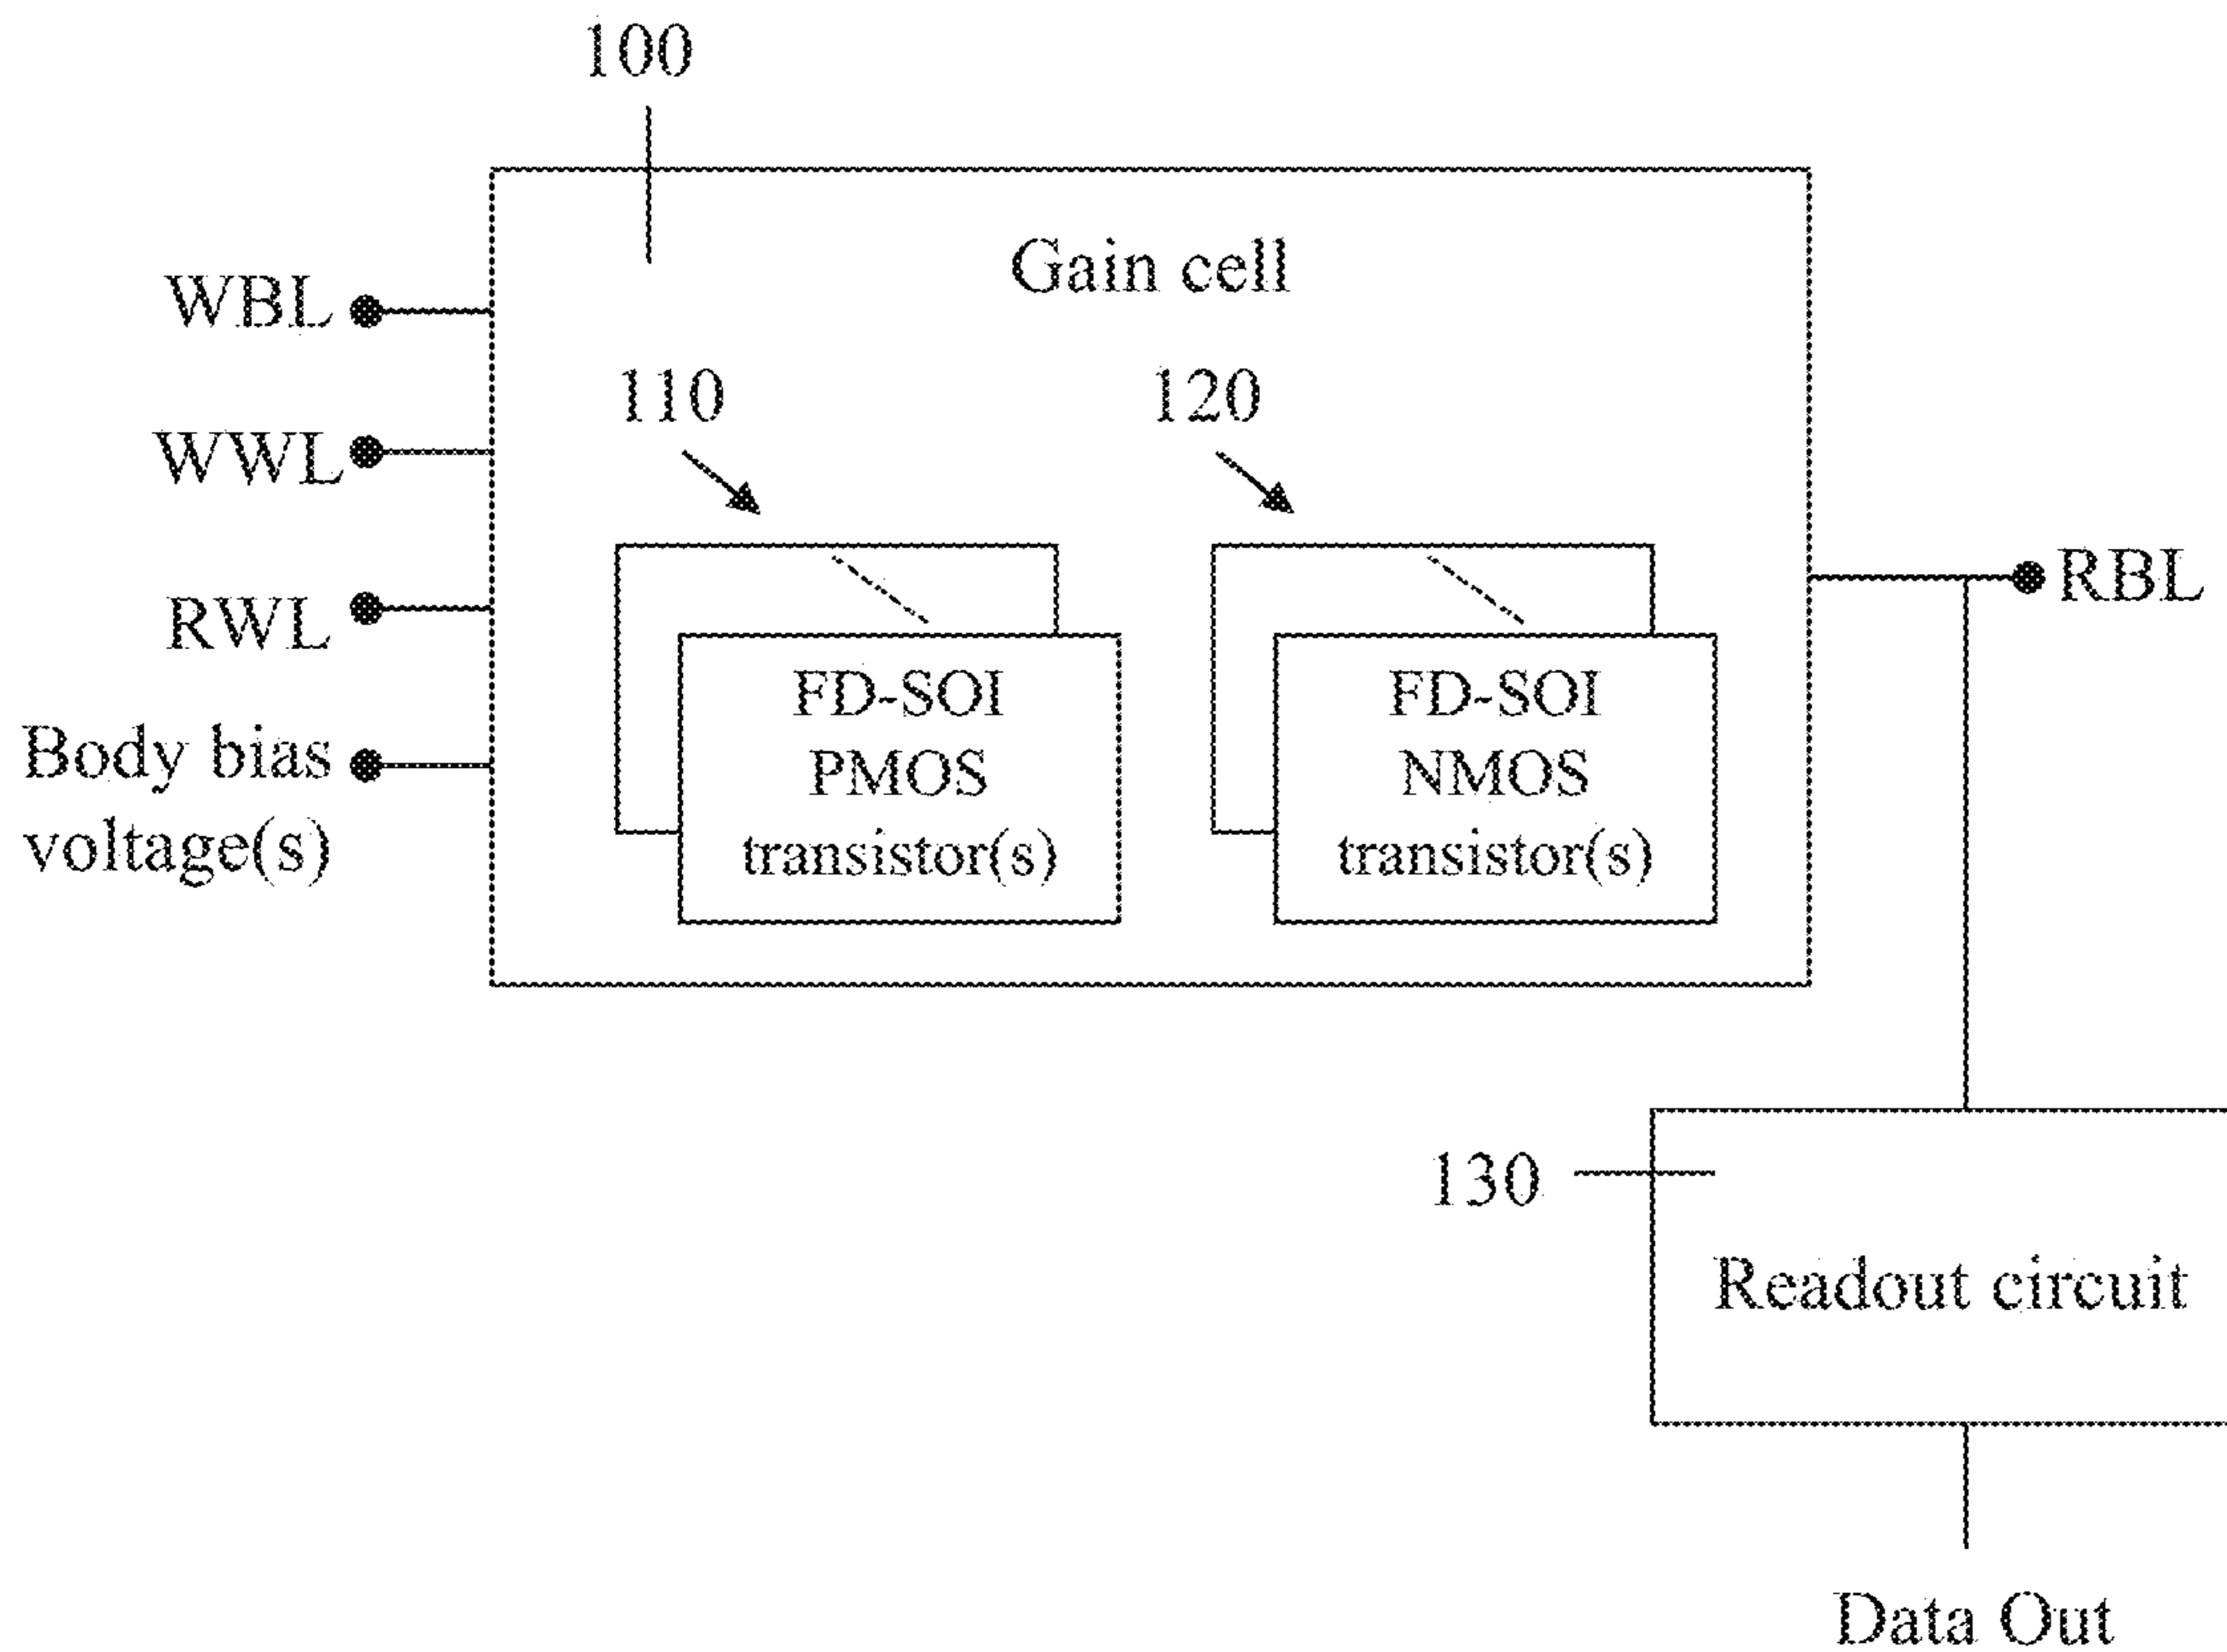 100
Gain cell
WBL
110
120
WWL
RBL
RWL
FD-SOI
PMOS
transistor(s)
FD-SOI
NMOS
transistor(s)
Body bias
voltage(s)
130
Readout circuit
Data Out